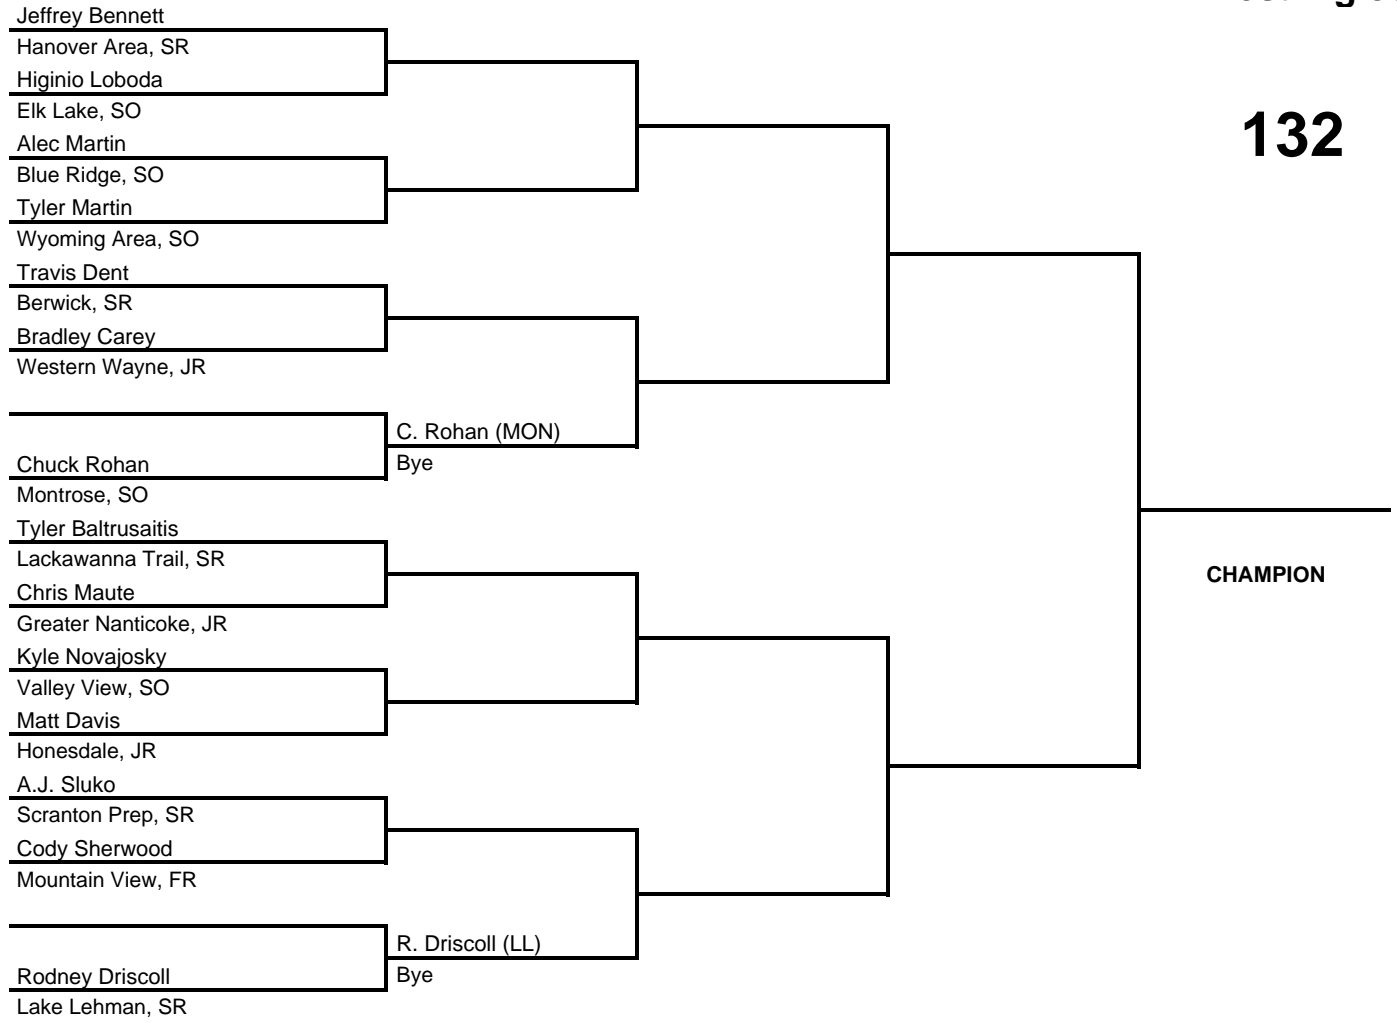 Jeffrey Bennett
Hanover Area, SR
Higinio Loboda
Elk Lake, SO
132
Alec Martin
Blue Ridge, SO
Tyler Martin
Wyoming Area, SO
Travis Dent
Berwick, SR
Bradley Carey
Western Wayne, JR
C. Rohan (MON)
Bye
Chuck Rohan
Montrose, SO
Tyler Baltrusaitis
Lackawanna Trail, SR
CHAMPION
Chris Maute
Greater Nanticoke, JR
Kyle Novajosky
Valley View, SO
Matt Davis
Honesdale, JR
A.J. Sluko
Scranton Prep, SR
Cody Sherwood
Mountain View, FR
R. Driscoll (LL)
Bye
Rodney Driscoll
Lake Lehman, SR